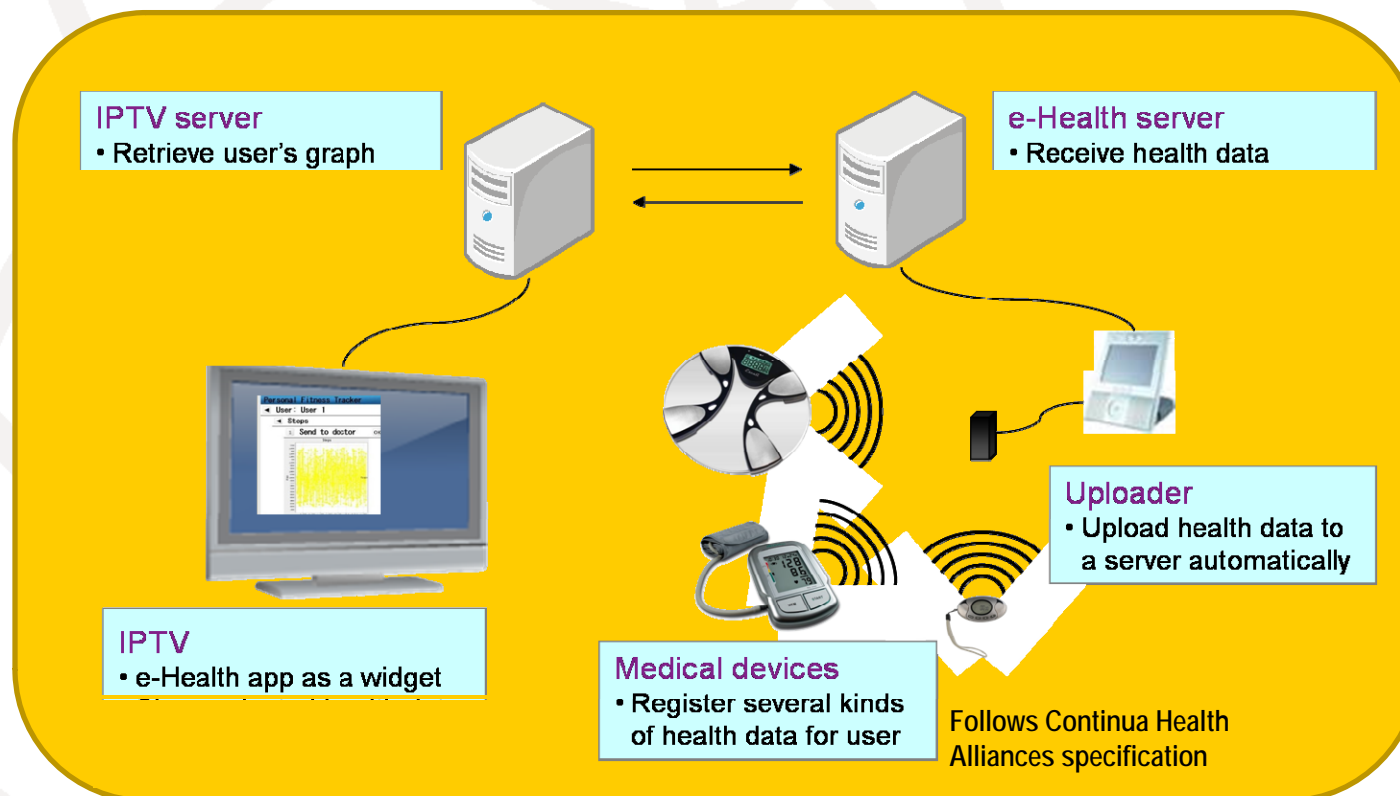 IPTV server
• Retrieve user's graph
e-Health server
• Receive health data
Personal Fitness Tracker
◄ User: User 1
◄ Steps
Send to doctor
Uploader
• Upload health data to
a server automatically
IPTV
• e-Health app as a widget
Medical devices
• Register several kinds
of health data for user
Follows Continua Health
Alliances specification